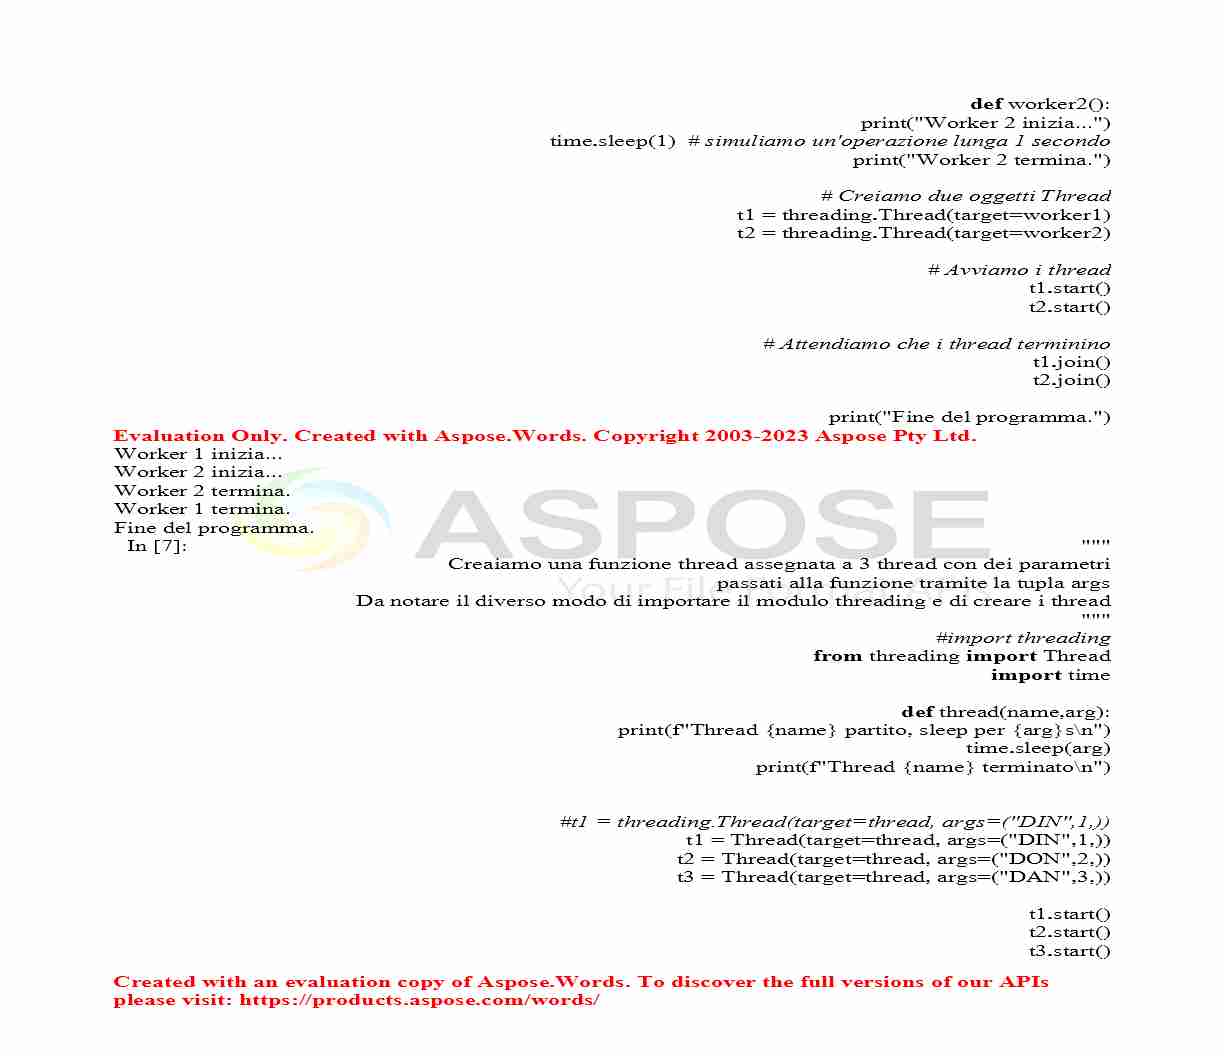 def worker2():
print("Worker 2 inizia...")
time.sleep(1)  # simuliamo un'operazione lunga 1 secondo
print("Worker 2 termina.")
# Creiamo due oggetti Thread
t1 = threading.Thread(target=worker1)
t2 = threading.Thread(target=worker2)
# Avviamo i thread
t1.start()
t2.start()
# Attendiamo che i thread terminino
t1.join()
t2.join()
print("Fine del programma.")
Evaluation Only. Created with Aspose.Words. Copyright 2003-2023 Aspose Pty Ltd.
Worker 1 inizia...
Worker 2 inizia...
Worker 2 termina.
Worker 1 termina.
Fine del programma.
ASPOSE
In [7]: """
Creaiamo una funzione thread assegnata a 3 thread con dei parametri
passati alla funzione tramite la tupla args
Your File Format APIs
Da notare il diverso modo di importare il modulo threading e di creare i thread
"""
#import threading
from threading import Thread
import time
def thread(name,arg):
print(f"Thread {name} partito, sleep per {arg}s\n")
time.sleep(arg)
print(f"Thread {name} terminato\n")
#t1 = threading.Thread(target=thread, args=("DIN",1,))
t1 = Thread(target=thread, args=("DIN",1,))
t2 = Thread(target=thread, args=("DON",2,))
t3 = Thread(target=thread, args=("DAN",3,))
t1.start()
t2.start()
t3.start()
Created with an evaluation copy of Aspose.Words. To discover the full versions of our APIs
please visit: https://products.aspose.com/words/